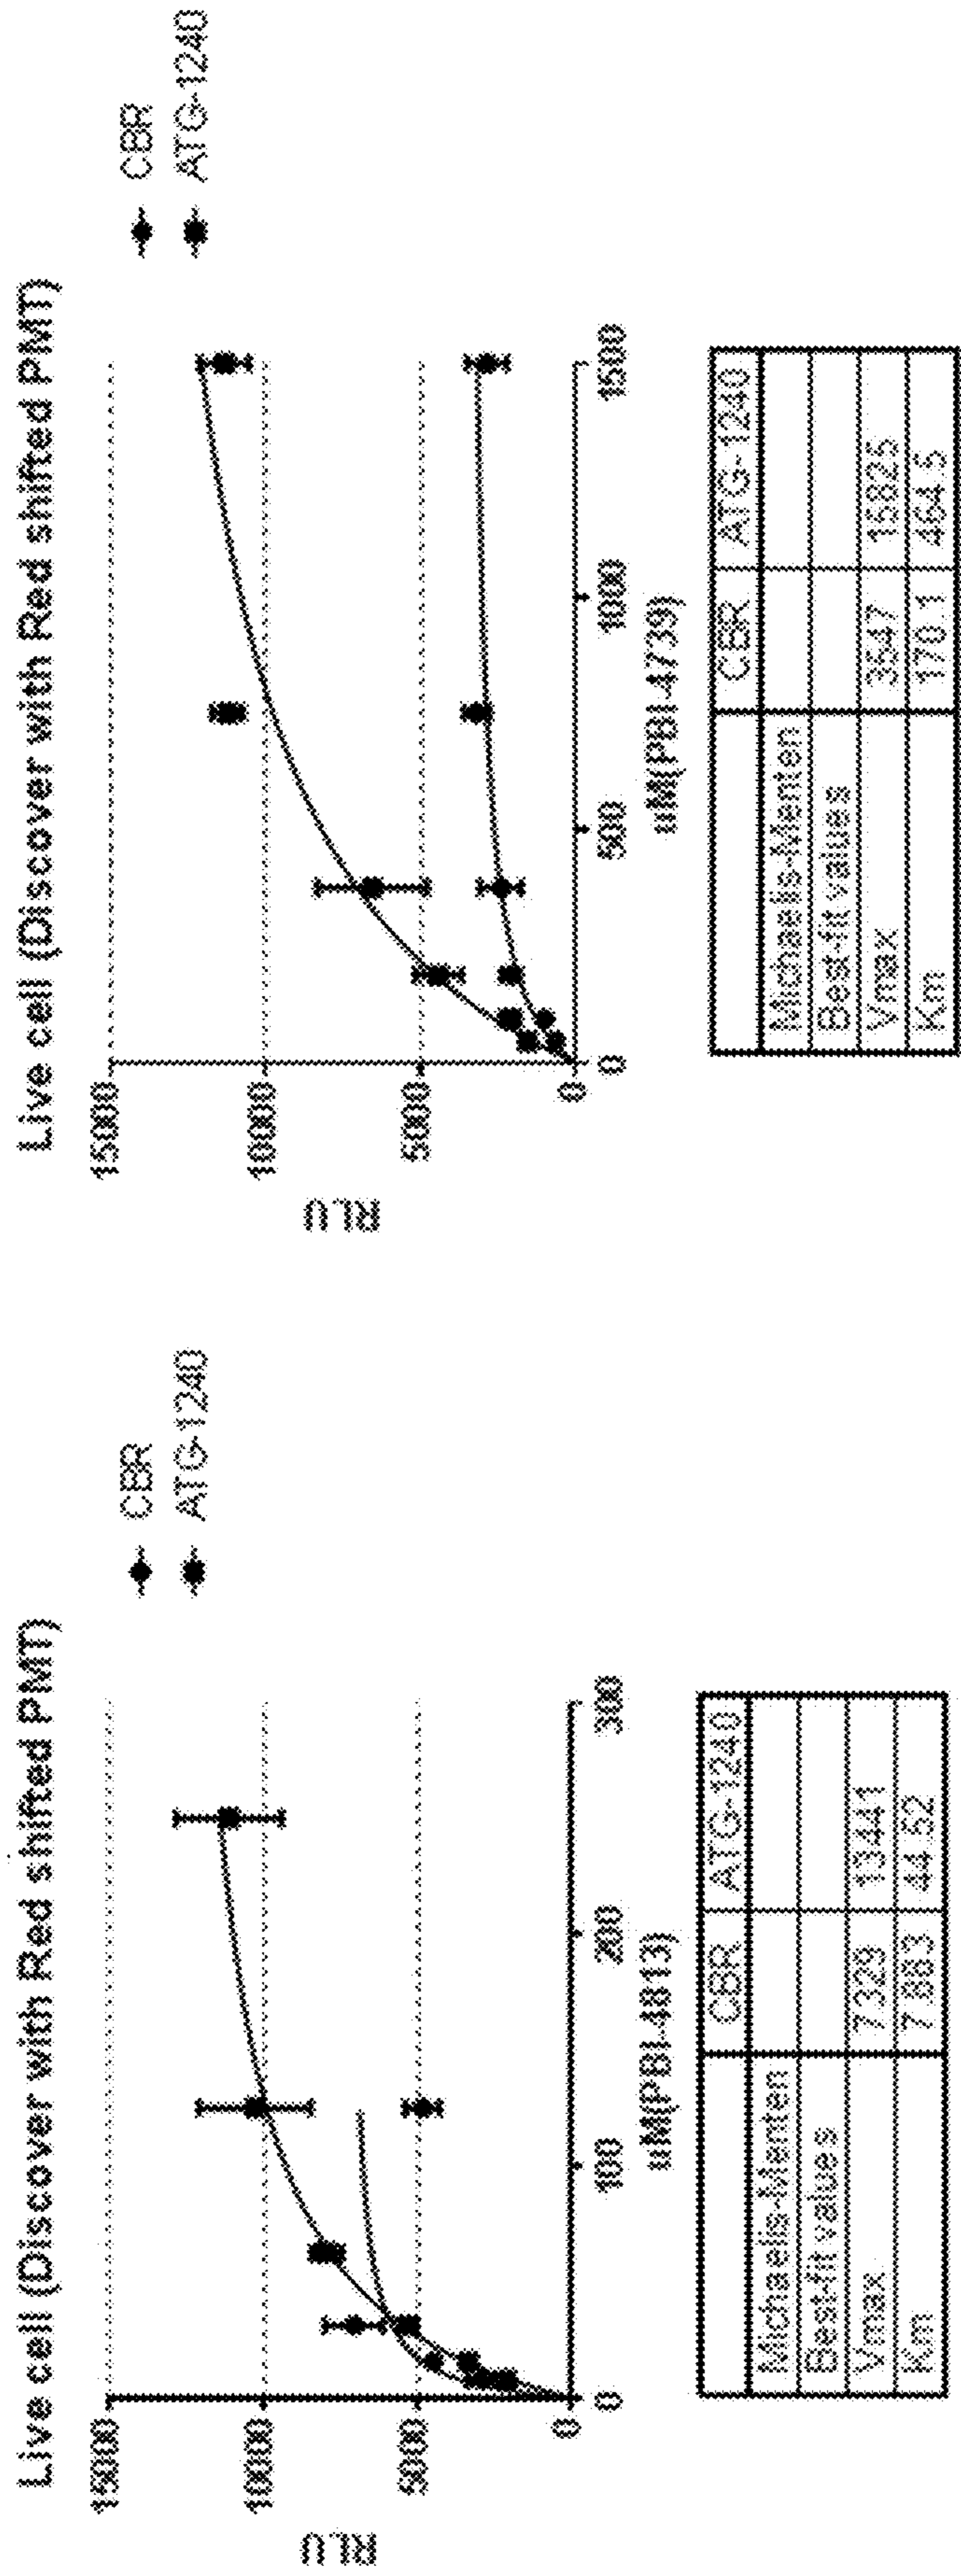 Live cell (Discover with Red shifted PMT)
CBR
ATG-1240
15000
10000
5000
0
RLU
0
100
200
300
uM(PBI-4813)
CBR ATG-1240
Michaelis-Menten
Best-fit values
Vmax 7329 13441
Km 7.883 44.52
Live cell (Discover with Red shifted PMT)
CBR
ATG-1240
15000
10000
5000
0
RLU
0
500
1000
1500
uM(PBI-4739)
CBR ATG-1240
Michaelis-Menten
Best-fit values
Vmax 3547 15825
Km 170.1 464.5